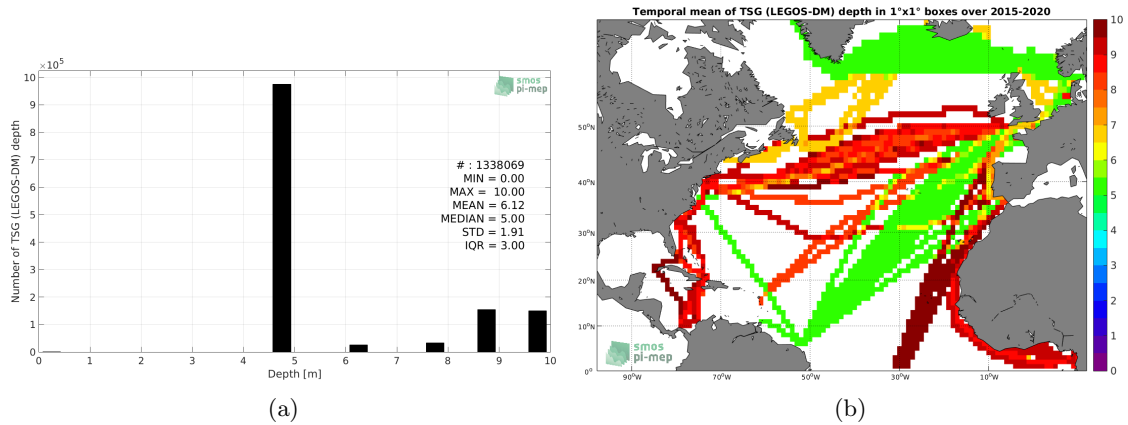 ×10⁵
10
9
8
7
6
5
4
3
2
1
0
Number of TSG (LEGOS-DM) depth
smos
pi-mep
# : 1338069
MIN = 0.00
MAX = 10.00
MEAN = 6.12
MEDIAN = 5.00
STD = 1.91
IQR = 3.00
0 1 2 3 4 5 6 7 8 9 10
Depth [m]
(a)
Temporal mean of TSG (LEGOS-DM) depth in 1°x1° boxes over 2015-2020
50°N
40°N
30°N
20°N
10°N
0°
90°W 70°W 50°W 30°W 10°W
smos
pi-mep
10
9
8
7
6
5
4
3
2
1
0
(b)